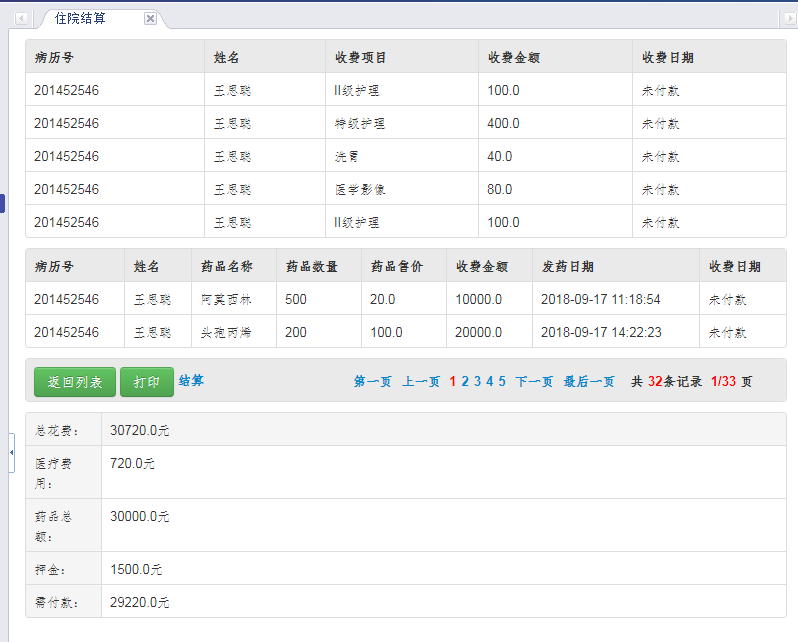 住院结算
病历号 姓名 收费项目 收费金额 收费日期
201452546 王恩聪 II级护理 100.0 未付款
201452546 王恩聪 特级护理 400.0 未付款
201452546 王恩聪 洗胃 40.0 未付款
201452546 王恩聪 医学影像 80.0 未付款
201452546 王恩聪 II级护理 100.0 未付款
病历号 姓名 药品名称 药品数量 药品售价 收费金额 发药日期 收费日期
201452546 王恩聪 阿莫西林 500 20.0 10000.0 2018-09-17 11:18:54 未付款
201452546 王恩聪 头孢丙烯 200 100.0 20000.0 2018-09-17 14:22:23 未付款
返回列表 打印 结算 第一页 上一页 1 2 3 4 5 下一页 最后一页 共 32条记录 1/33 页
总花费: 30720.0元
医疗费 720.0元
用:
药品总 30000.0元
额:
押金: 1500.0元
需付款: 29220.0元